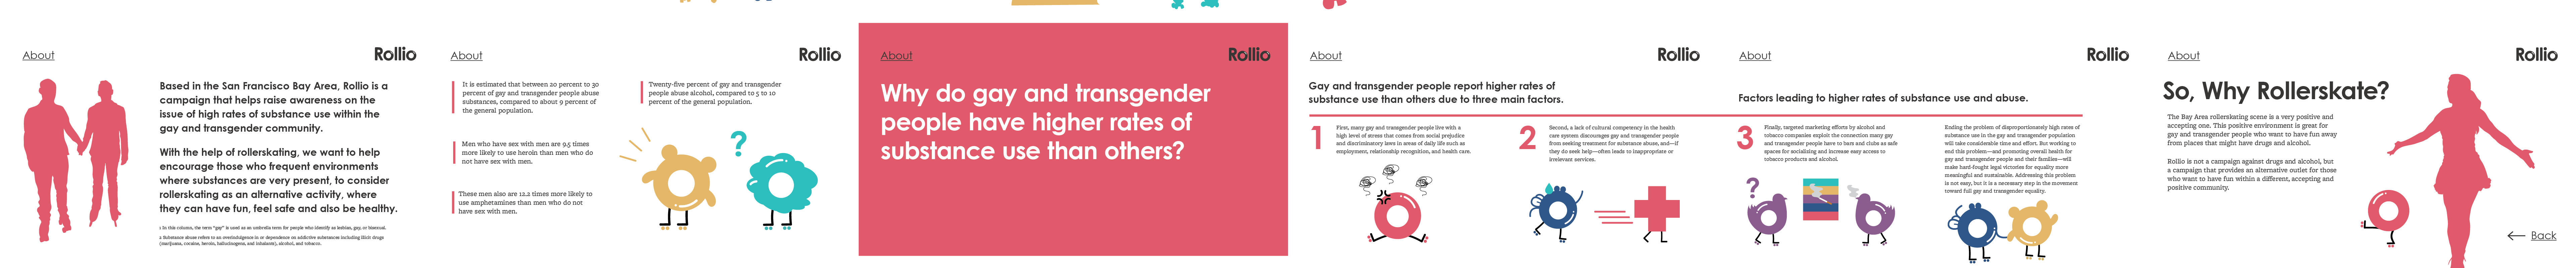 About
Rollio
Based in the San Francisco Bay Area, Rollio is a
campaign that helps raise awareness on the
issue of high rates of substance use within the
gay and transgender community.
With the help of rollerskating, we want to help
encourage those who frequent environments
where substances are very present, to consider
rollerskating as an alternative activity, where
they can have fun, feel safe and also be healthy.
1 In this column, the term "gay" is used as an umbrella term for people who identify as lesbian, gay, or bisexual.
2 Substance abuse refers to an overindulgence in or dependence on addictive substances including illicit drugs
(marijuana, cocaine, heroin, hallucinogens, and inhalants), alcohol, and tobacco.
About
Rollio
It is estimated that between 20 percent to 30
percent of gay and transgender people abuse
substances, compared to about 9 percent of
the general population.
Men who have sex with men are 9.5 times
more likely to use heroin than men who do
not have sex with men.
These men also are 12.2 times more likely to
use amphetamines than men who do not
have sex with men.
Twenty-five percent of gay and transgender
people abuse alcohol, compared to 5 to 10
percent of the general population.
?
About
Rollio
Why do gay and transgender
people have higher rates of
substance use than others?
About
Rollio
Gay and transgender people report higher rates of
substance use than others due to three main factors.
1
First, many gay and transgender people live with a
high level of stress that comes from social prejudice
and discriminatory laws in areas of daily life such as
employment, relationship recognition, and health care.
2
Second, a lack of cultural competency in the health
care system discourages gay and transgender people
from seeking treatment for substance abuse, and—if
they do seek help—often leads to inappropriate or
irrelevant services.
About
Rollio
Factors leading to higher rates of substance use and abuse.
3
Finally, targeted marketing efforts by alcohol and
tobacco companies exploit the connection many gay
and transgender people have to bars and clubs as safe
spaces for socializing and increase easy access to
tobacco products and alcohol.
?
Ending the problem of disproportionately high rates of
substance use in the gay and transgender population
will take considerable time and effort. But working to
end this problem—and promoting overall health for
gay and transgender people and their families—will
make hard-fought legal victories for equality more
meaningful and sustainable. Addressing this problem
is not easy, but it is a necessary step in the movement
toward full gay and transgender equality.
About
Rollio
So, Why Rollerskate?
The Bay Area rollerskating scene is a very positive and
accepting one. This positive environment is great for
gay and transgender people who want to have fun away
from places that might have drugs and alcohol.
Rollio is not a campaign against drugs and alcohol, but
a campaign that provides an alternative outlet for those
who want to have fun within a different, accepting and
positive community.
Back